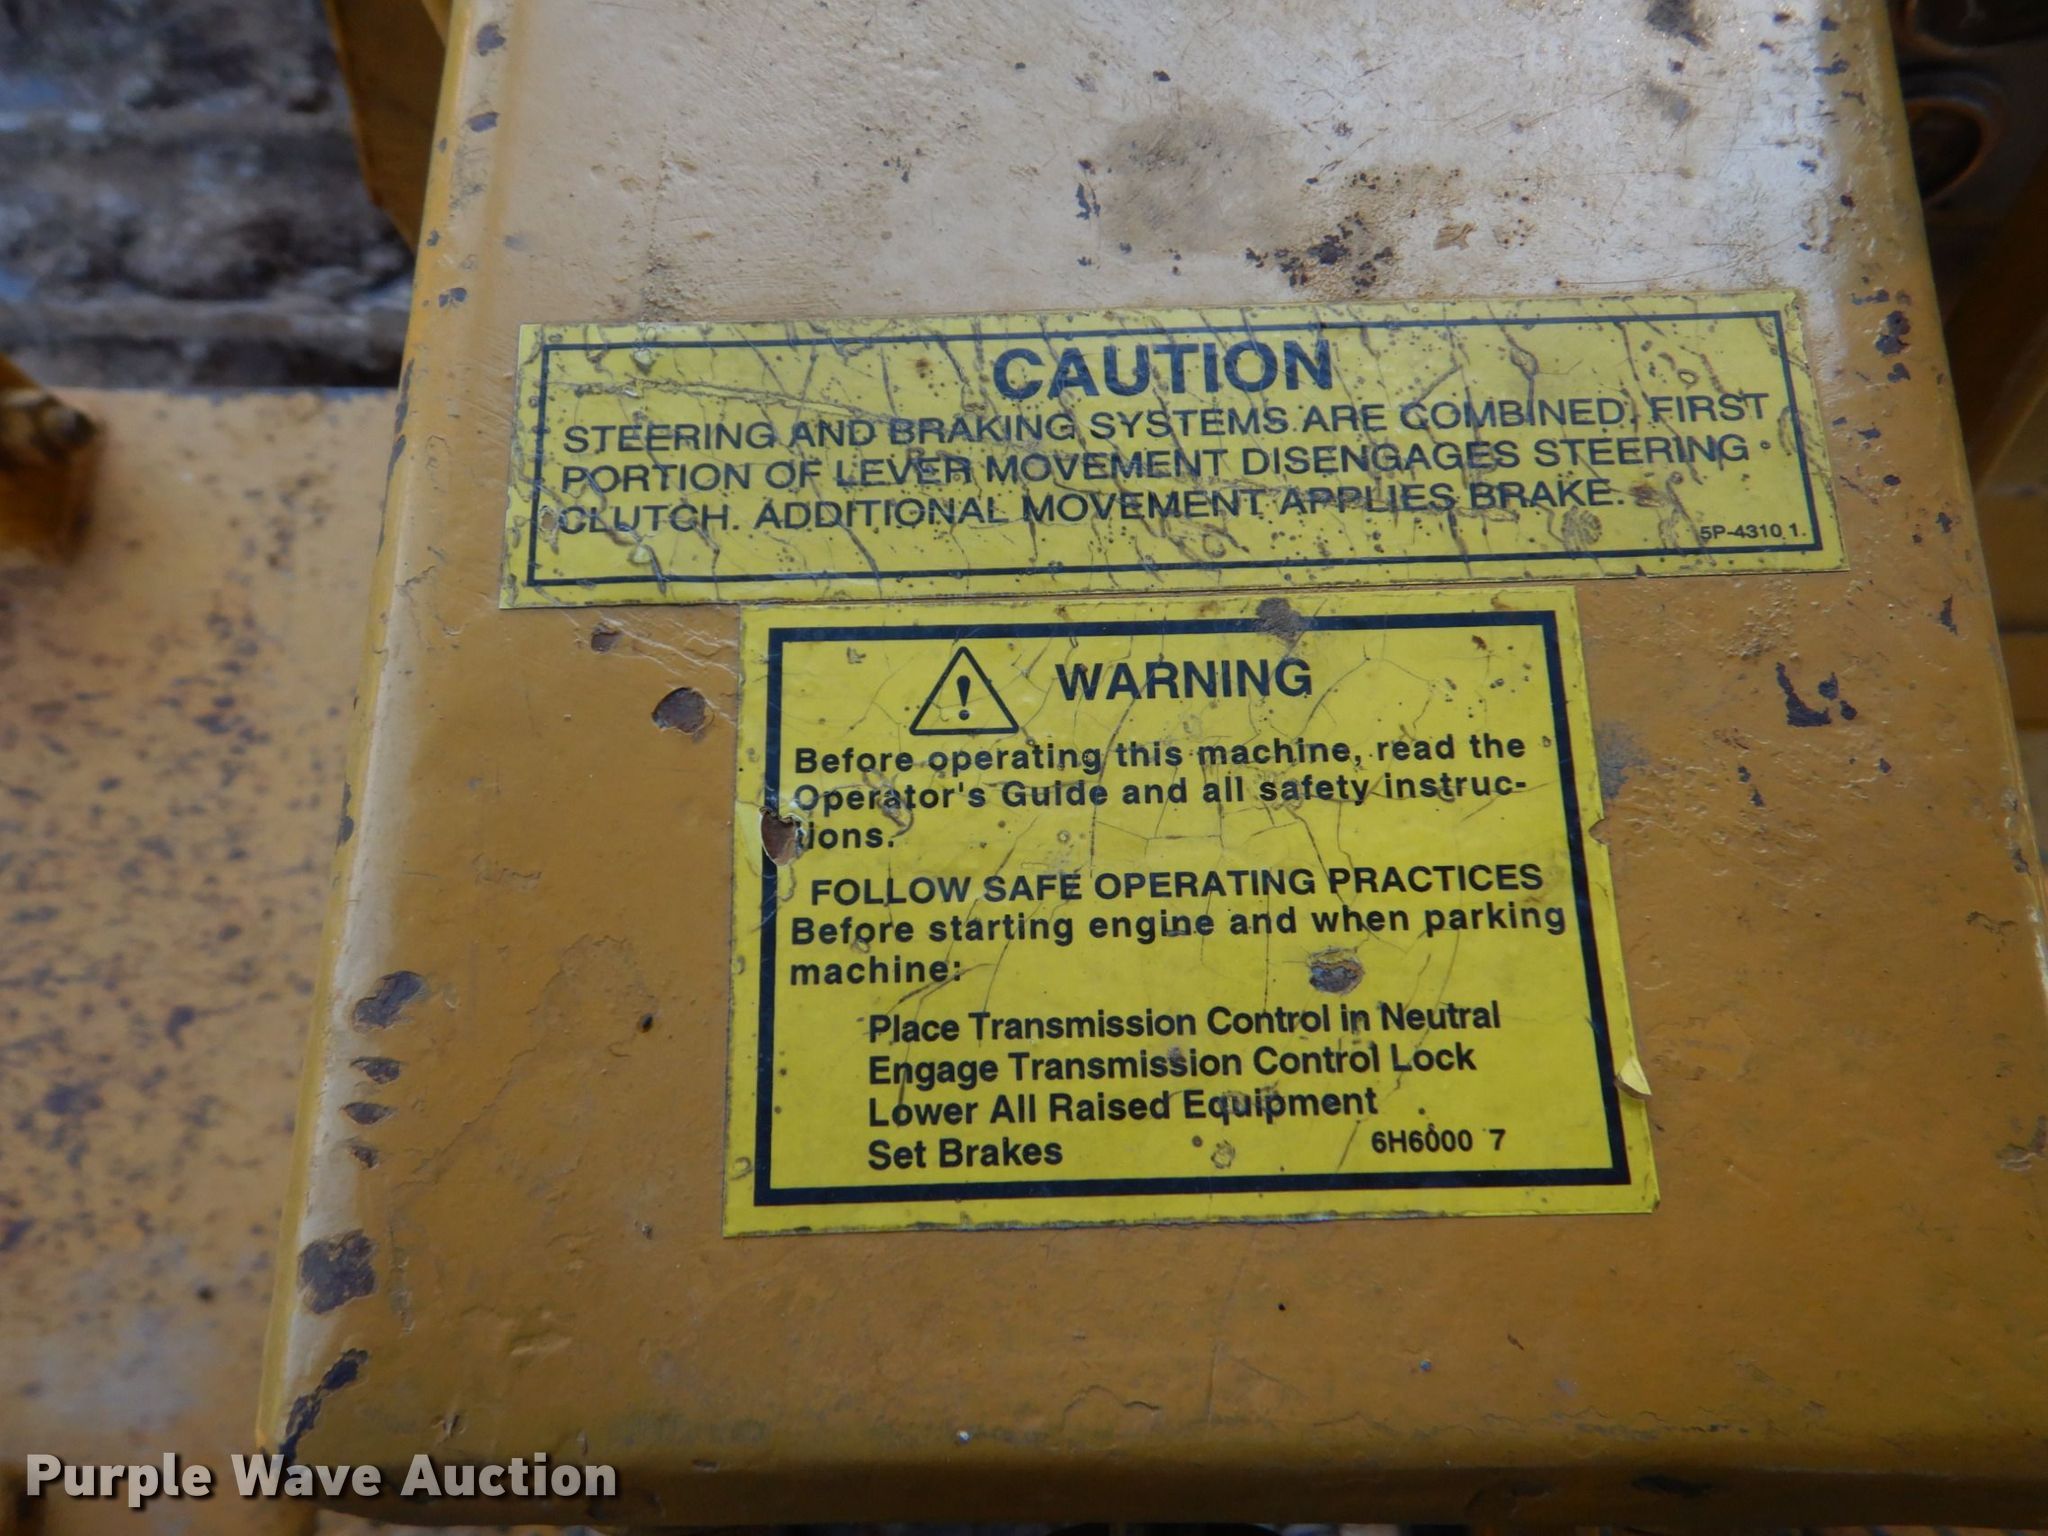 CAUTION
STEERING AND BRAKING SYSTEMS ARE COMBINED. FIRST
PORTION OF LEVER MOVEMENT DISENGAGES STEERING
CLUTCH. ADDITIONAL MOVEMENT APPLIES BRAKE.
5P-4310 1
WARNING
Before operating this machine, read the
Operator's Guide and all safety instruc-
tions.
FOLLOW SAFE OPERATING PRACTICES
Before starting engine and when parking
machine:
Place Transmission Control in Neutral
Engage Transmission Control Lock
Lower All Raised Equipment
Set Brakes 6H6000 7
Purple Wave Auction